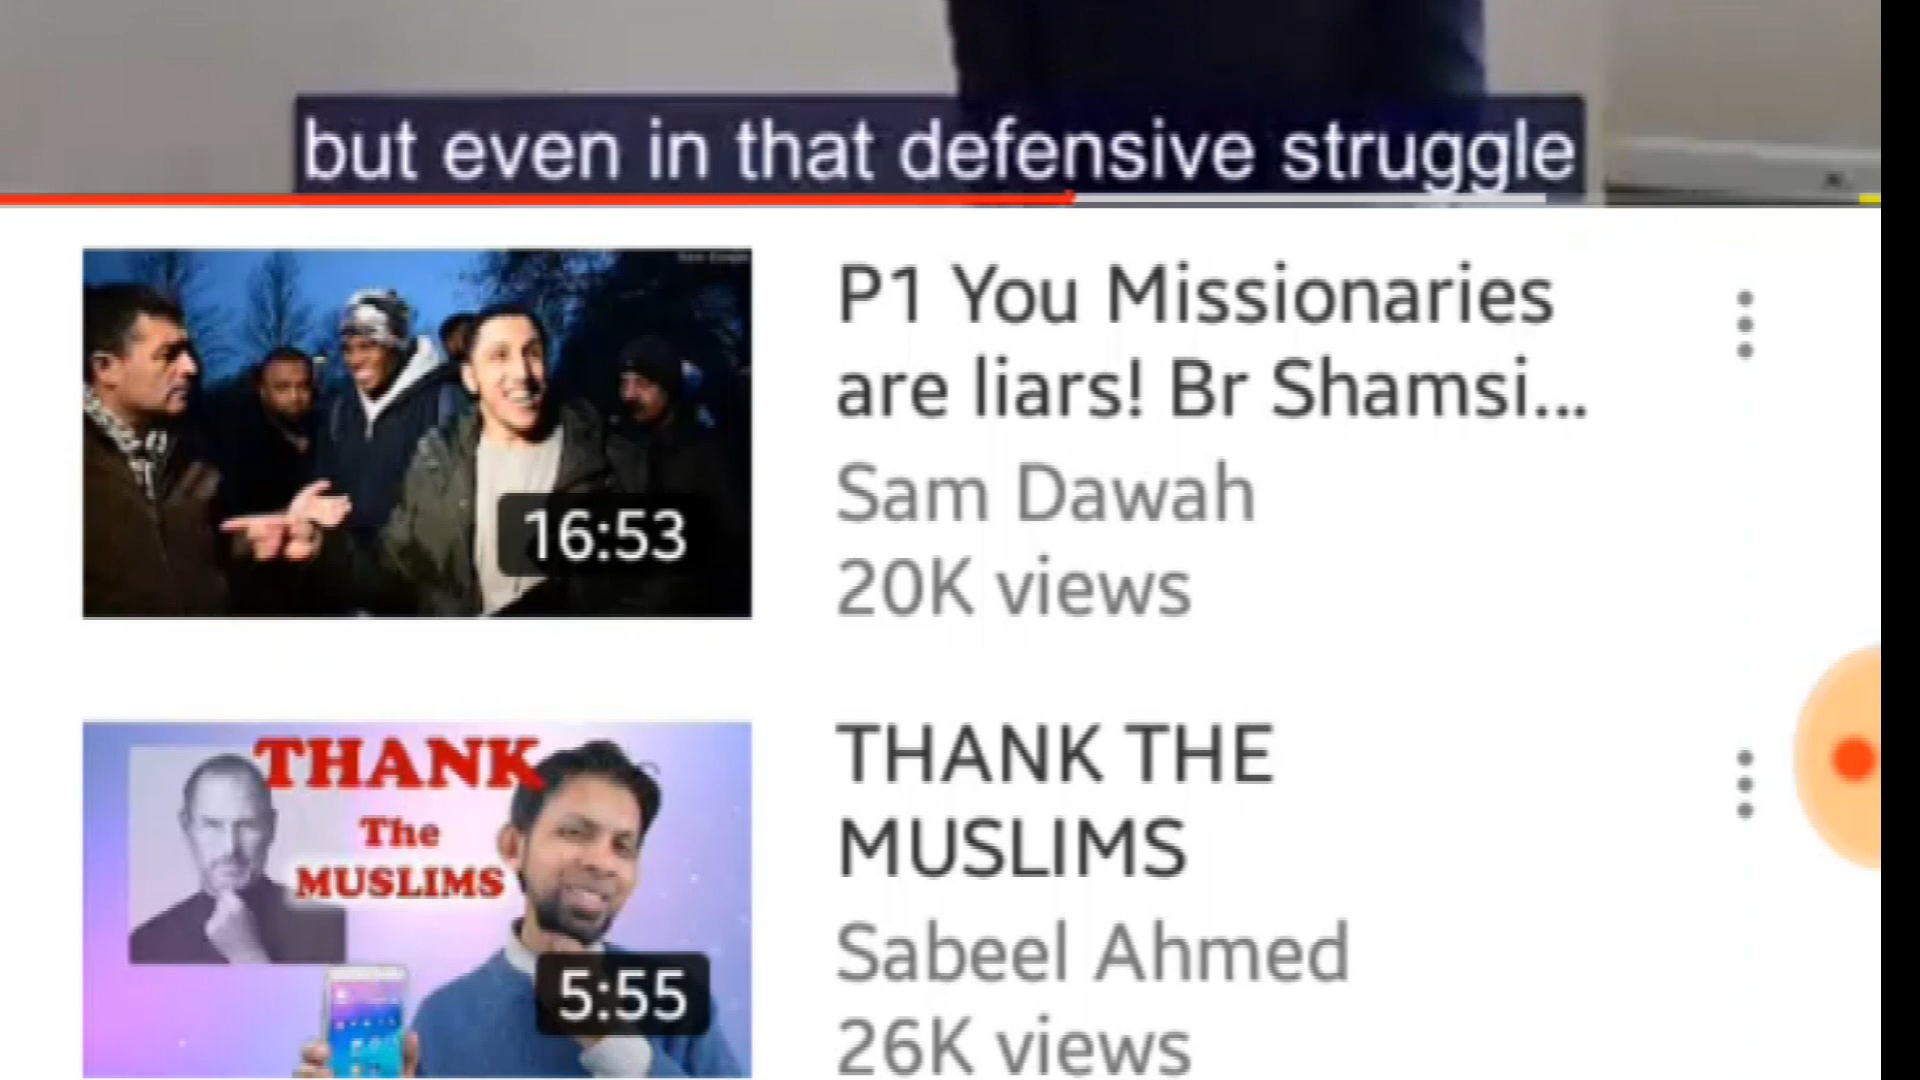 but even in that defensive struggle
P1 You Missionaries
are liars! Br Shamsi...
Sam Dawah
20K views
16:53
THANK
The
MUSLIMS
5:55
THANK THE
MUSLIMS
Sabeel Ahmed
26K views